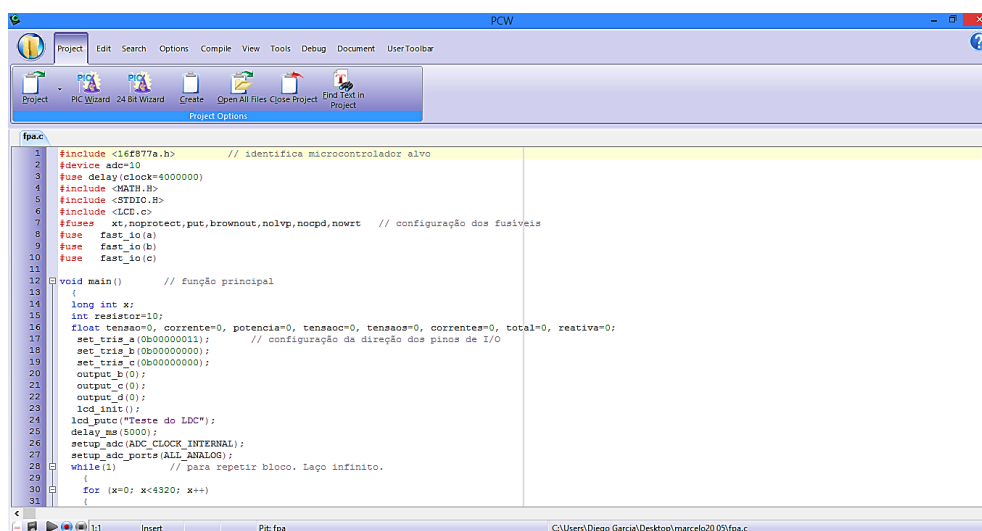 PCW
Project Edit Search Options Compile View Tools Debug Document User Toolbar
Project PIC Wizard 24 Bit Wizard Create Open All Files Close Project Find Text in Project
Project Options
fpa.c
1 #include <16f877a.h> // identifica microcontrolador alvo
2 #device adc=10
3 #use delay(clock=4000000)
4 #include <MATH.H>
5 #include <STDIO.H>
6 #include <LCD.c>
7 #fuses xt,noprotect,put,brownout,nolvp,nocpd,nowrt // configuração dos fusíveis
8 #use fast_io(a)
9 #use fast_io(b)
10 #use fast_io(c)
11
12 void main() // função principal
13 {
14 long int x;
15 int resistor=10;
16 float tensao=0, corrente=0, potencia=0, tensaoc=0, tensaos=0, correntes=0, total=0, reativa=0;
17 set_tris_a(0b00000011); // configuração da direção dos pinos de I/O
18 set_tris_b(0b00000000);
19 set_tris_c(0b00000000);
20 output_b(0);
21 output_c(0);
22 output_d(0);
23 lcd_init();
24 lcd_putc("Teste do LDC");
25 delay_ms(5000);
26 setup_adc(ADC_CLOCK_INTERNAL);
27 setup_adc_ports(ALL_ANALOG);
28 while(1) // para repetir bloco. Laço infinito.
29 {
30 for (x=0; x<4320; x++)
31 {
1:1 Insert Pjt: fpa C:\Users\Diego Garcia\Desktop\marcelo20 05\fpa.c